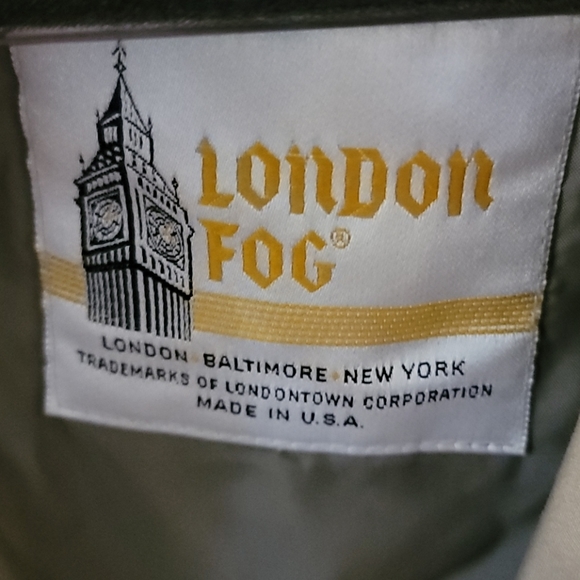 LONDON
FOG®
LONDON • BALTIMORE • NEW YORK
TRADEMARKS OF LONDONTOWN CORPORATION
MADE IN U.S.A.